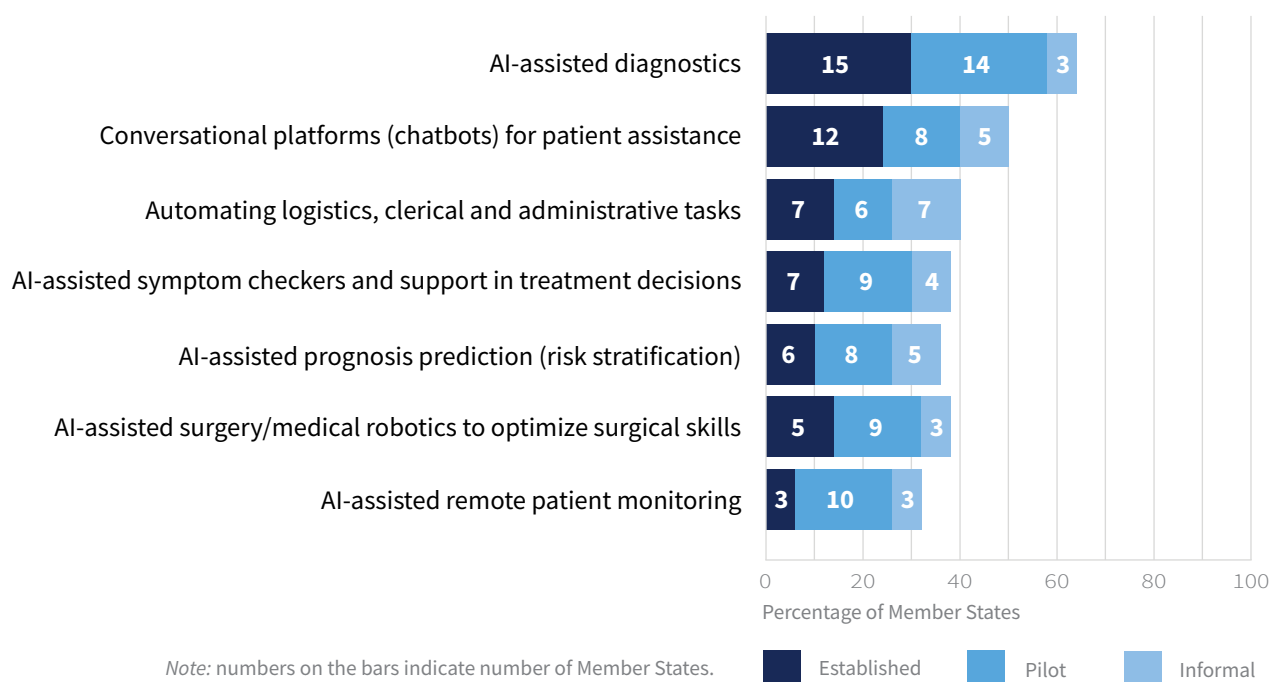 AI-assisted diagnostics
15 14 3
Conversational platforms (chatbots) for patient assistance
12 8 5
Automating logistics, clerical and administrative tasks
7 6 7
AI-assisted symptom checkers and support in treatment decisions
7 9 4
AI-assisted prognosis prediction (risk stratification)
6 8 5
AI-assisted surgery/medical robotics to optimize surgical skills
5 9 3
AI-assisted remote patient monitoring
3 10 3
0 20 40 60 80 100
Percentage of Member States
Note: numbers on the bars indicate number of Member States.
Established Pilot Informal